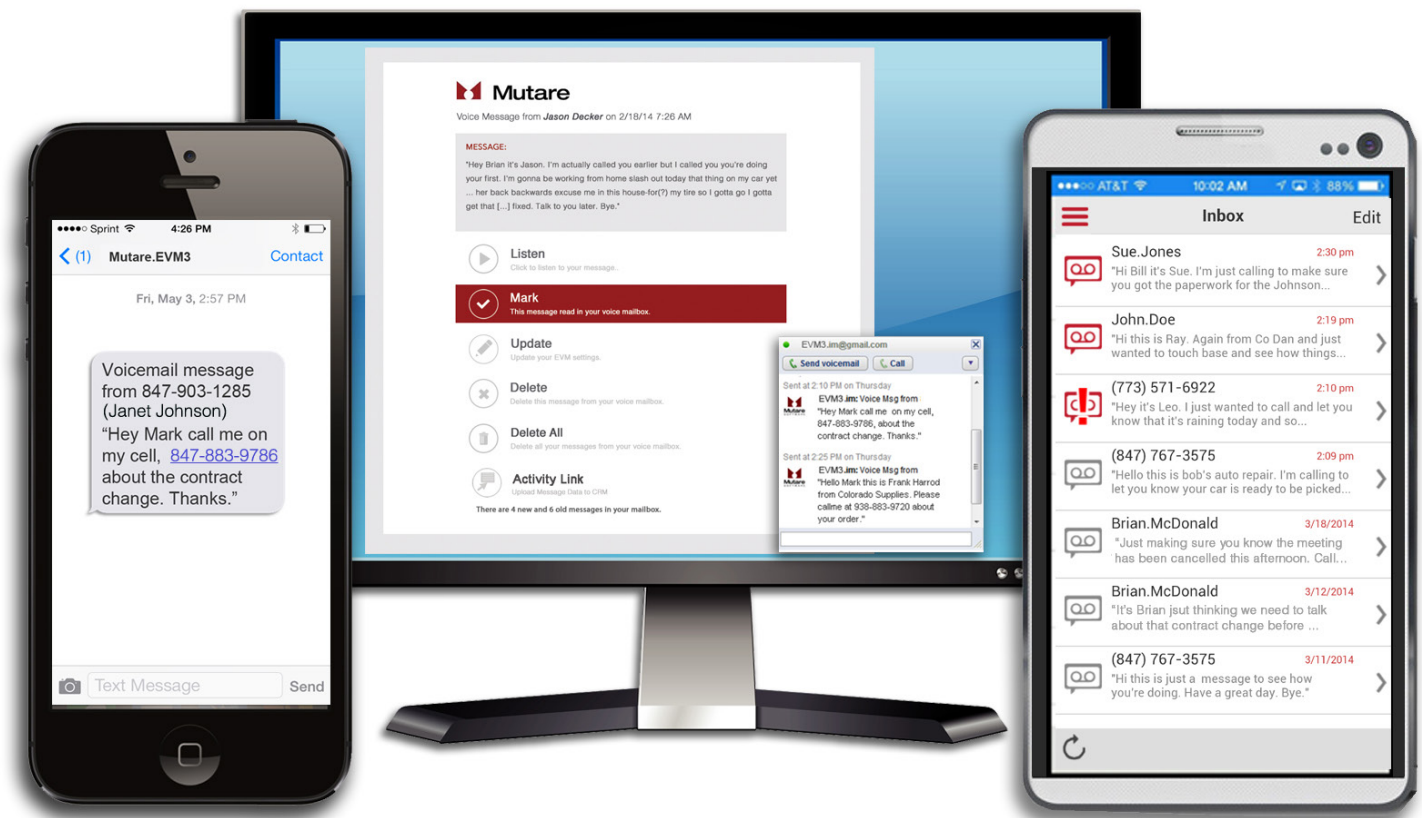 Sprint 4:26 PM
(1) Mutare.EVM3 Contact
Fri, May 3, 2:57 PM
Voicemail message
from 847-903-1285
(Janet Johnson)
“Hey Mark call me on
my cell, 847-883-9786
about the contract
change. Thanks.”
Text Message Send
Mutare
Voice Message from Jason Decker on 2/18/14 7:26 AM
MESSAGE:
"Hey Brian it's Jason. I'm actually called you earlier but I called you you're doing
your first. I'm gonna be working from home slash out today that thing on my car yet
... her back backwards excuse me in this house-for(?) my tire so I gotta go I gotta
get that [...] fixed. Talk to you later. Bye."
Listen
Click to listen to your message..
Mark
This message read in your voice mailbox.
Update
Update your EVM settings.
Delete
Delete this message from your voice mailbox.
Delete All
Delete all your messages from your voice mailbox.
Activity Link
Upload Message Data to CRM
There are 4 new and 6 old messages in your mailbox.
EVM3.im@gmail.com
Send voicemail Call
Sent at 2:10 PM on Thursday
EVM3.im: Voice Msg from
"Hey Mark call me on my cell,
847-883-9786, about the
contract change. Thanks."
Mutare
Sent at 2:25 PM on Thursday
EVM3.im: Voice Msg from
"Hello Mark this is Frank Harrod
from Colorado Supplies. Please
callme at 938-883-9720 about
your order."
Mutare
AT&T 10:02 AM 88%
Inbox Edit
Sue.Jones 2:30 pm
"Hi Bill it's Sue. I'm just calling to make sure
you got the paperwork for the Johnson...
John.Doe 2:19 pm
"Hi this is Ray. Again from Co Dan and just
wanted to touch base and see how things...
(773) 571-6922 2:10 pm
"Hey it's Leo. I just wanted to call and let you
know that it's raining today and so...
(847) 767-3575 2:09 pm
"Hello this is bob's auto repair. I'm calling to
let you know your car is ready to be picked...
Brian.McDonald 3/18/2014
"Just making sure you know the meeting
has been cancelled this afternoon. Call...
Brian.McDonald 3/12/2014
"It's Brian jsut thinking we need to talk
about that contract change before ...
(847) 767-3575 3/11/2014
"Hi this is just a message to see how
you're doing. Have a great day. Bye."